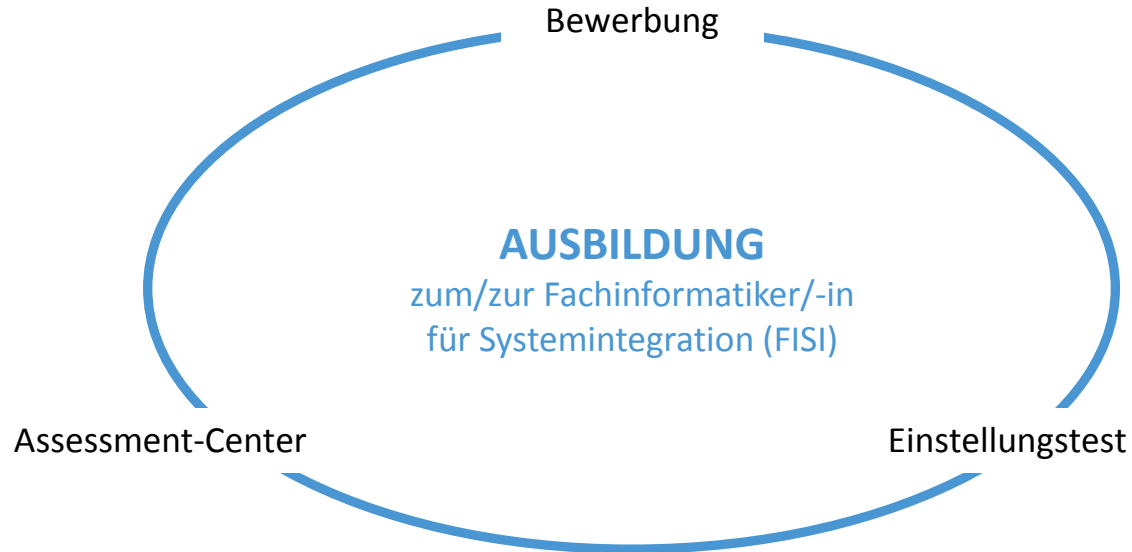 Bewerbung
AUSBILDUNG
zum/zur Fachinformatiker/-in
für Systemintegration (FISI)
Assessment-Center
Einstellungstest